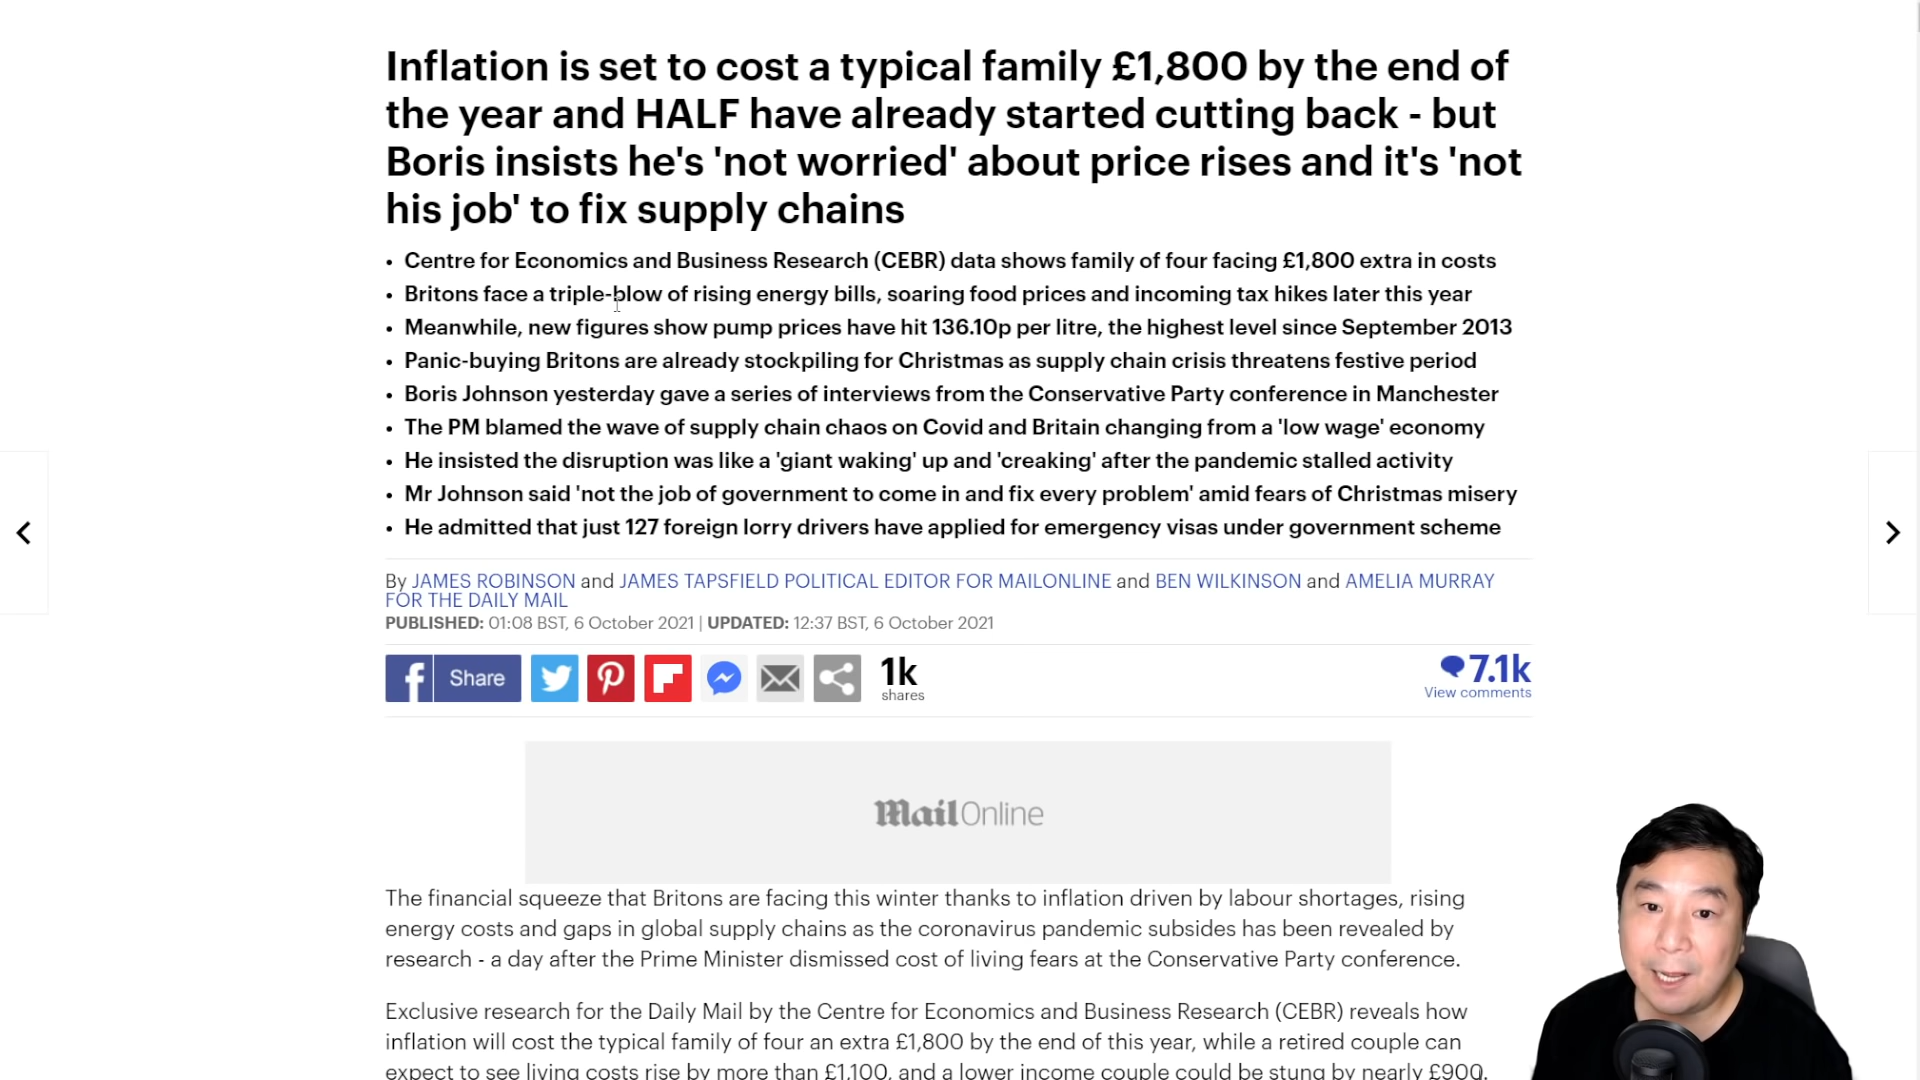 Inflation is set to cost a typical family £1,800 by the end of
the year and HALF have already started cutting back - but
Boris insists he's 'not worried' about price rises and it's 'not
his job' to fix supply chains
• Centre for Economics and Business Research (CEBR) data shows family of four facing £1,800 extra in costs
• Britons face a triple-blow of rising energy bills, soaring food prices and incoming tax hikes later this year
• Meanwhile, new figures show pump prices have hit 136.10p per litre, the highest level since September 2013
• Panic-buying Britons are already stockpiling for Christmas as supply chain crisis threatens festive period
• Boris Johnson yesterday gave a series of interviews from the Conservative Party conference in Manchester
• The PM blamed the wave of supply chain chaos on Covid and Britain changing from a 'low wage' economy
• He insisted the disruption was like a 'giant waking' up and 'creaking' after the pandemic stalled activity
• Mr Johnson said 'not the job of government to come in and fix every problem' amid fears of Christmas misery
• He admitted that just 127 foreign lorry drivers have applied for emergency visas under government scheme
By JAMES ROBINSON and JAMES TAPSFIELD POLITICAL EDITOR FOR MAILONLINE and BEN WILKINSON and AMELIA MURRAY
FOR THE DAILY MAIL
PUBLISHED: 01:08 BST, 6 October 2021 | UPDATED: 12:37 BST, 6 October 2021
Share
1k
shares
7.1k
View comments
Mail Online
The financial squeeze that Britons are facing this winter thanks to inflation driven by labour shortages, rising
energy costs and gaps in global supply chains as the coronavirus pandemic subsides has been revealed by
research - a day after the Prime Minister dismissed cost of living fears at the Conservative Party conference.
Exclusive research for the Daily Mail by the Centre for Economics and Business Research (CEBR) reveals how
inflation will cost the typical family of four an extra £1,800 by the end of this year, while a retired couple can
expect to see living costs rise by more than £1,100, and a lower income couple could be stung by nearly £900.